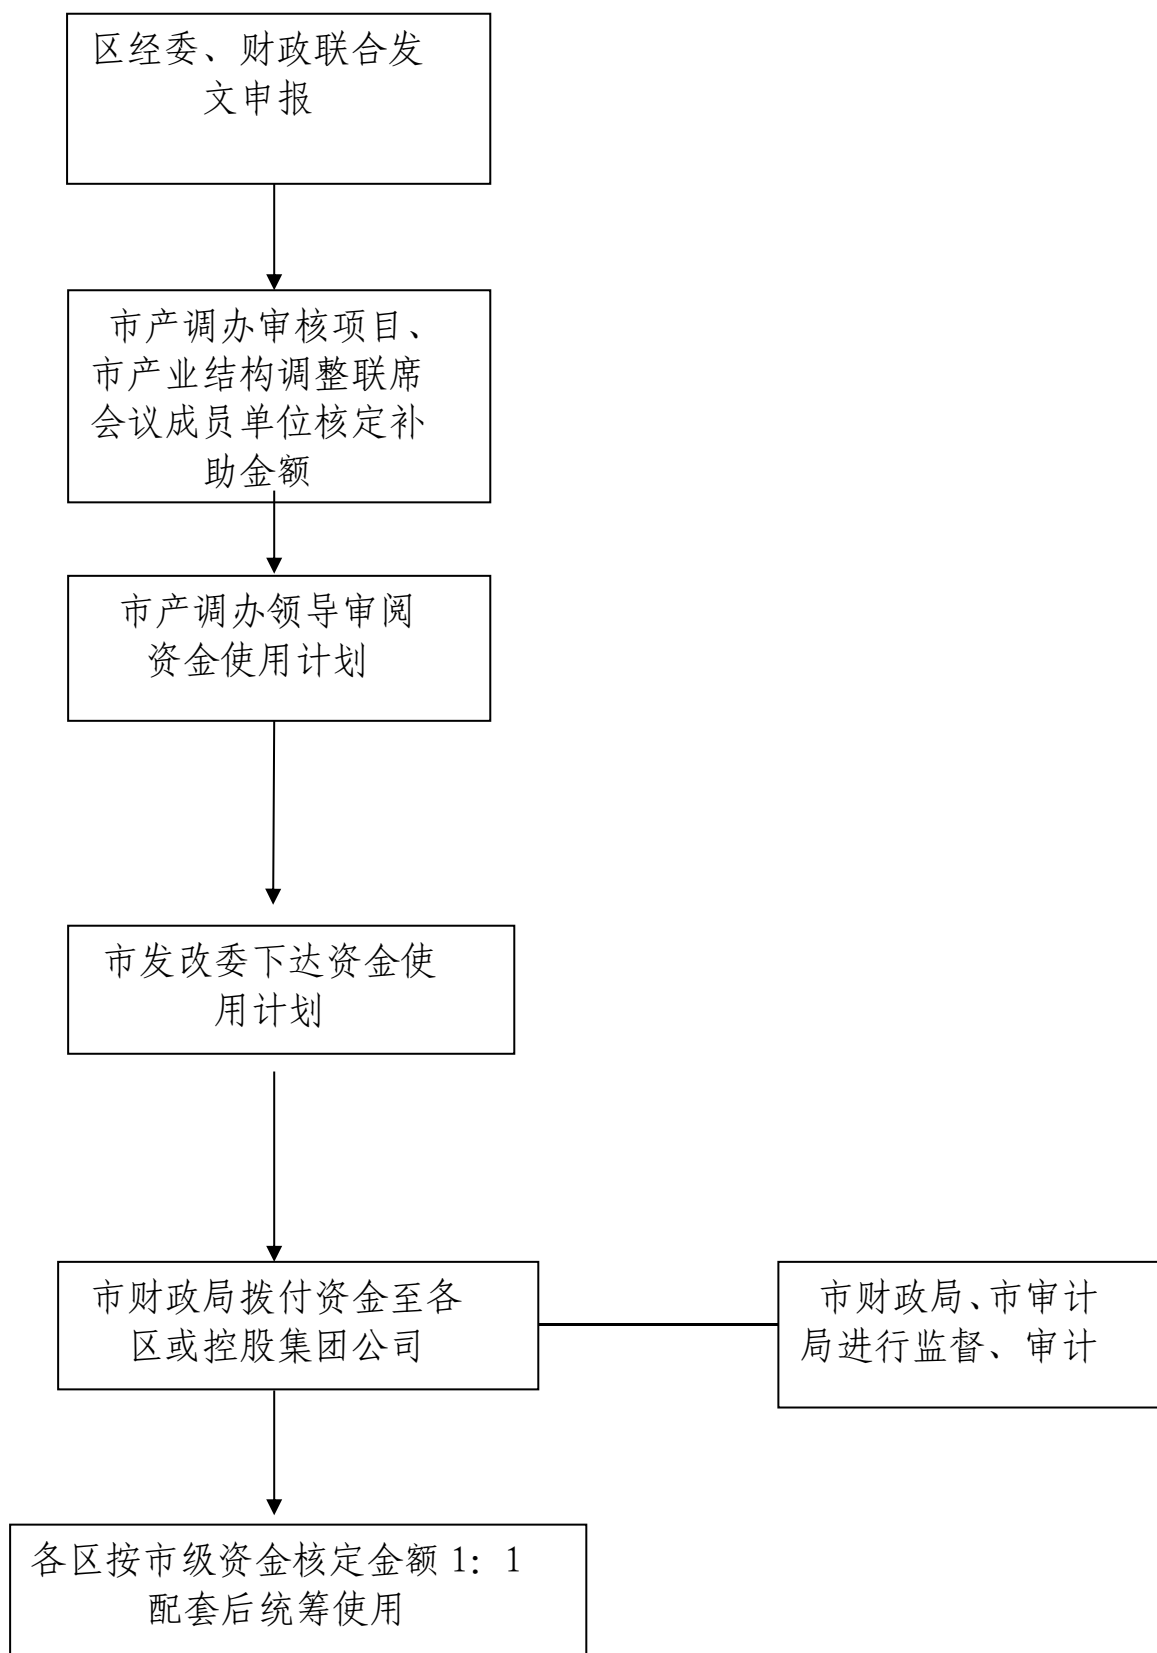 区经委、财政联合发
文申报
市产调办审核项目、
市产业结构调整联席
会议成员单位核定补
助金额
市产调办领导审阅
资金使用计划
市发改委下达资金使
用计划
市财政局拨付资金至各
区或控股集团公司
市财政局、市审计
局进行监督、审计
各区按市级资金核定金额 1：1
配套后统筹使用